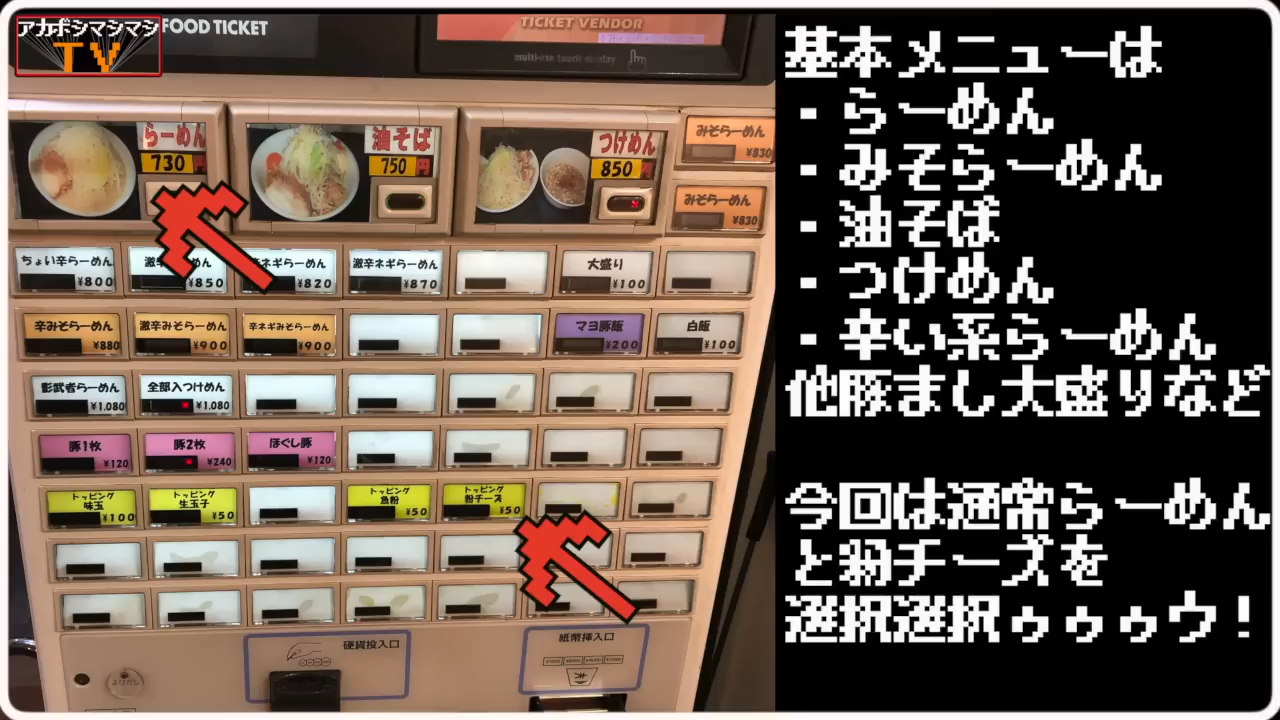 アカボシマシマシ
TV
FOOD TICKET
TICKET VENDOR
multi-use touch display
らーめん
730円
油そば
750円
つけめん
850円
みそらーめん
¥830
みそらーめん
¥830
ちょい辛らーめん
¥800
¥850
ネギらーめん
¥820
激辛ネギらーめん
¥870
大盛り
¥100
辛みそらーめん
¥880
激辛みそらーめん
¥900
辛ネギみそらーめん
¥900
マヨ豚飯
¥200
白飯
¥100
影武者らーめん
¥1,080
全部入つけめん
¥1,080
豚1枚
¥120
豚2枚
¥240
ほぐし豚
¥120
トッピング
味玉
¥100
トッピング
生玉子
¥50
トッピング
魚粉
¥50
トッピング
粉チーズ
¥50
硬貨投入口
紙幣挿入口
基本メニューは
・らーめん
・みそらーめん
・油そば
・つけめん
・辛い系らーめん
他豚まし大盛りなど
今回は通常らーめん
と粉チーズを
選択選択ゥゥゥウ！